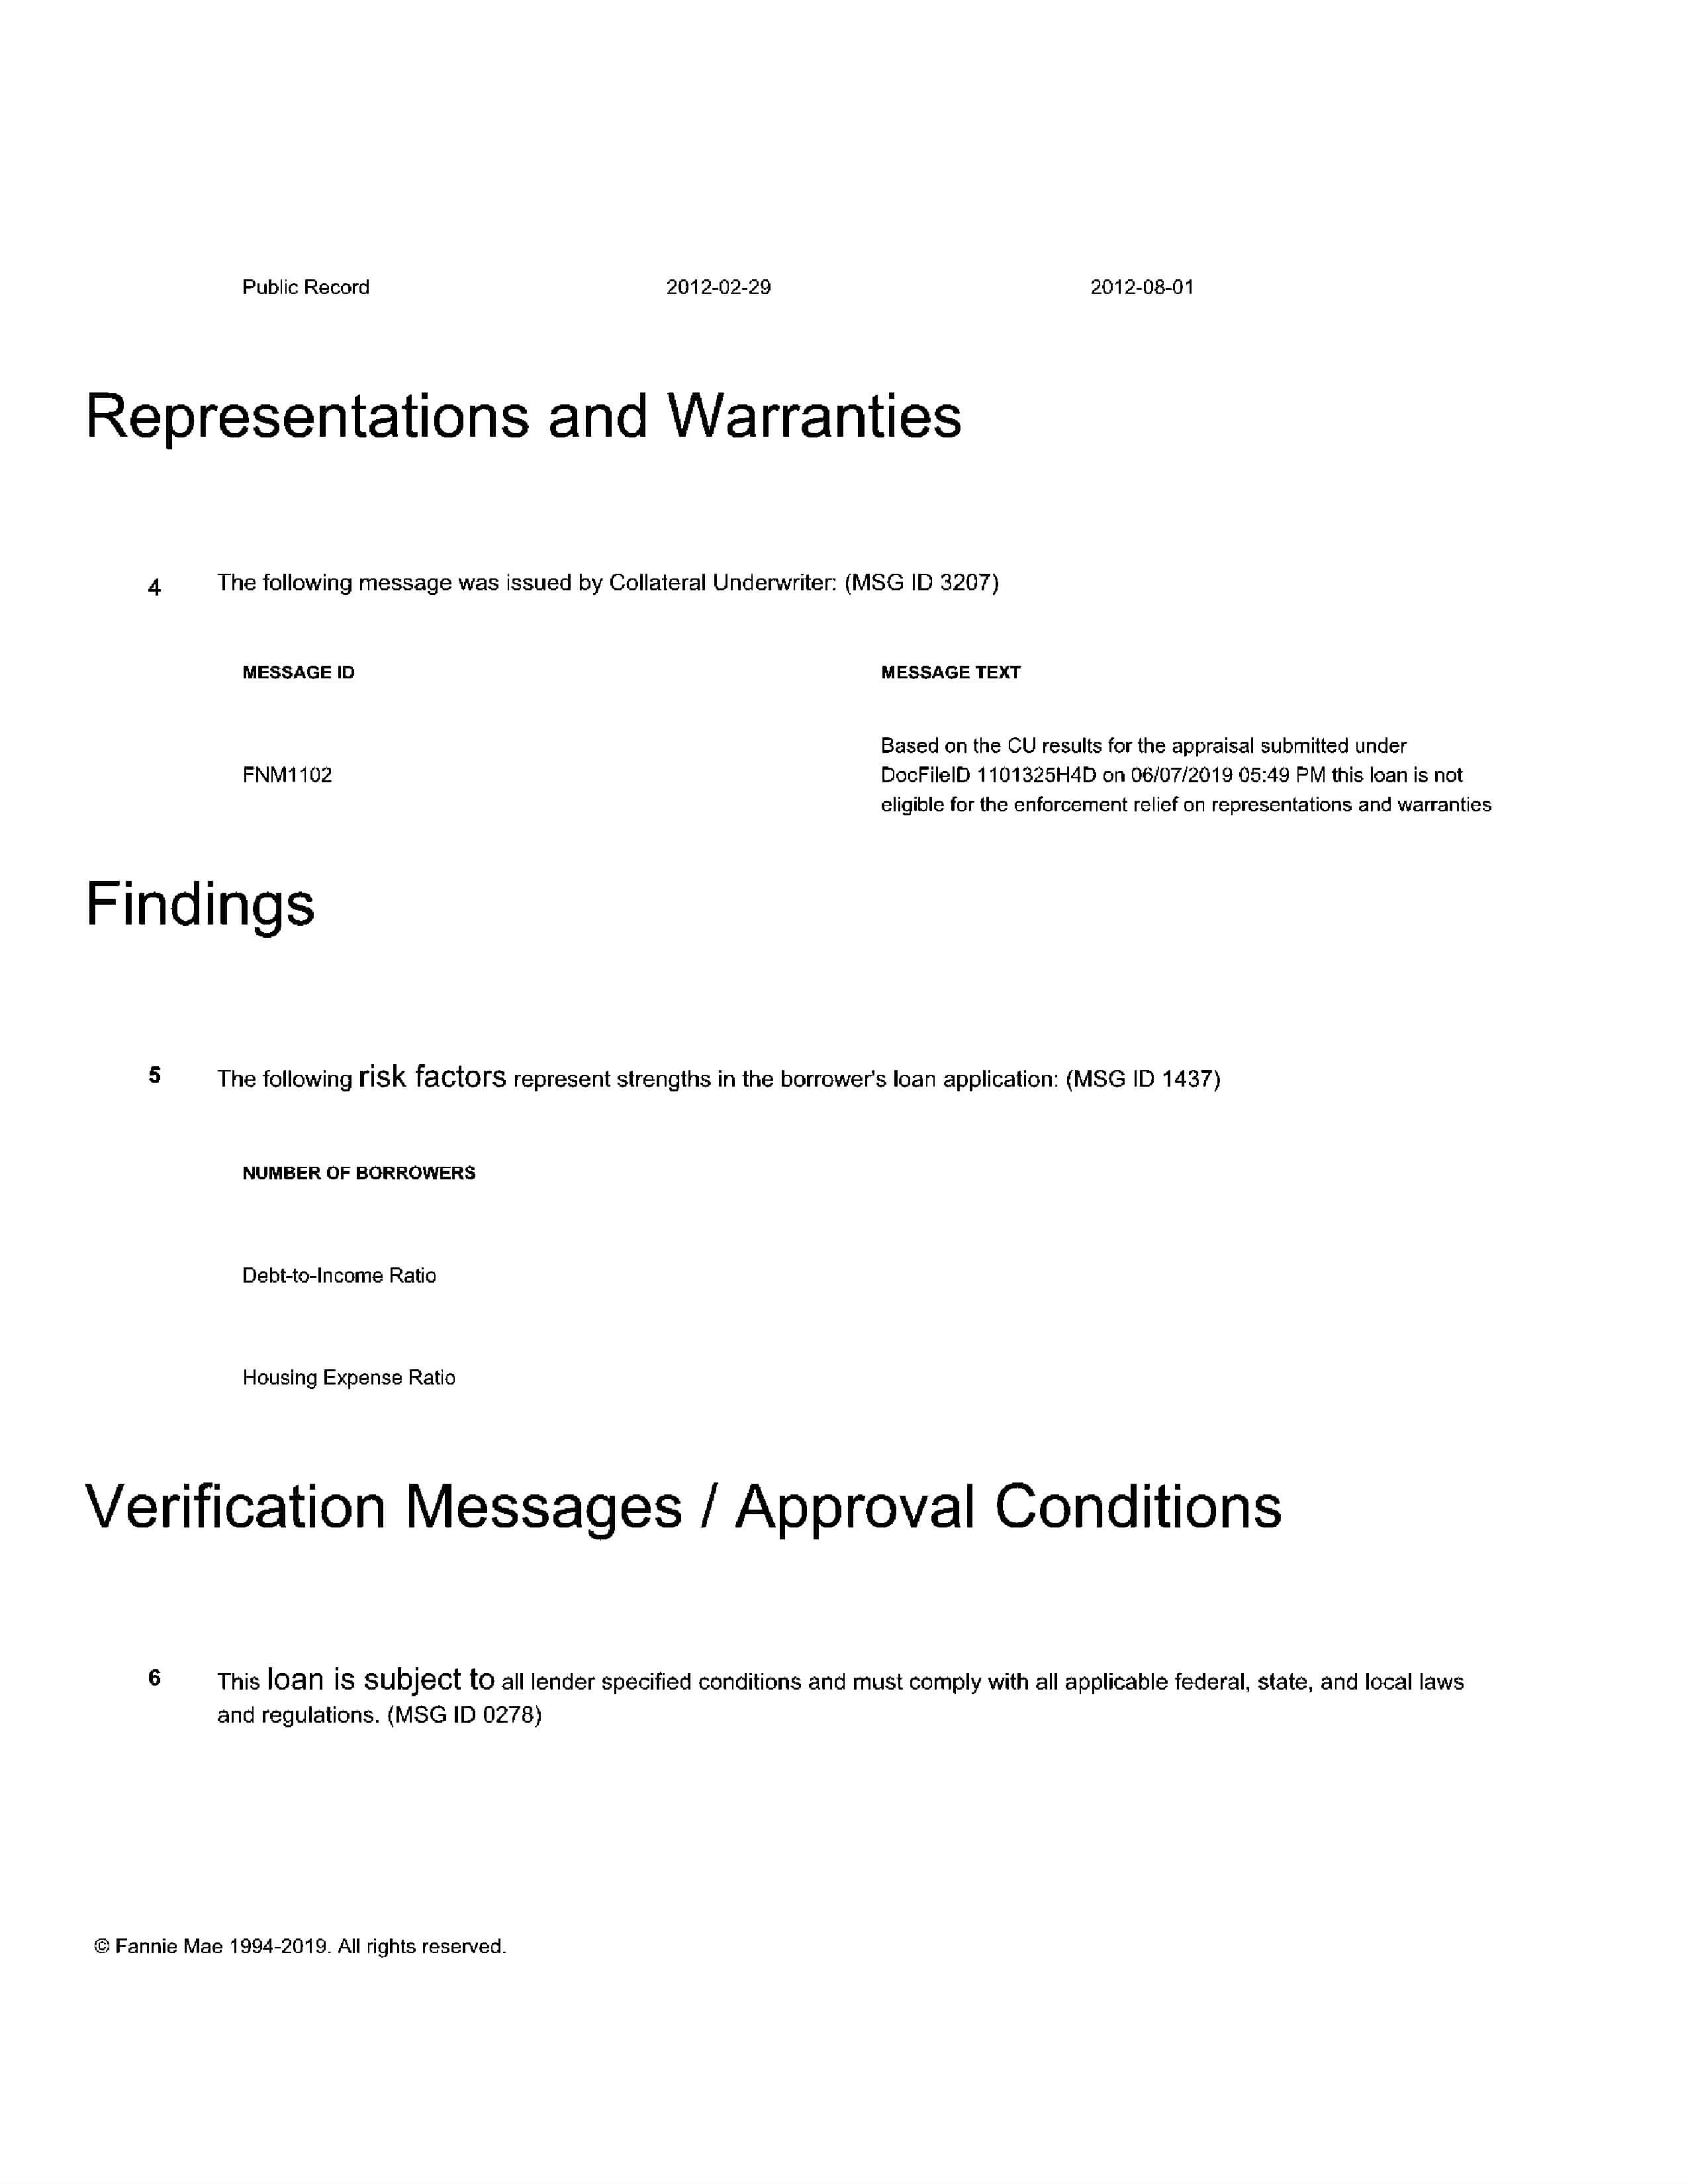 Public Record 2012-02-29 2012-08-01
Representations and Warranties
4 The following message was issued by Collateral Underwriter: (MSG ID 3207)
MESSAGE ID MESSAGE TEXT
Based on the CU results for the appraisal submitted under
FNM1102 DocFileID 1101325H4D on 06/07/2019 05:49 PM this loan is not
eligible for the enforcement relief on representations and warranties
Findings
5 The following risk factors represent strengths in the borrower's loan application: (MSG ID 1437)
NUMBER OF BORROWERS
Debt-to-Income Ratio
Housing Expense Ratio
Verification Messages / Approval Conditions
6 This loan is subject to all lender specified conditions and must comply with all applicable federal, state, and local laws
and regulations. (MSG ID 0278)
© Fannie Mae 1994-2019. All rights reserved.